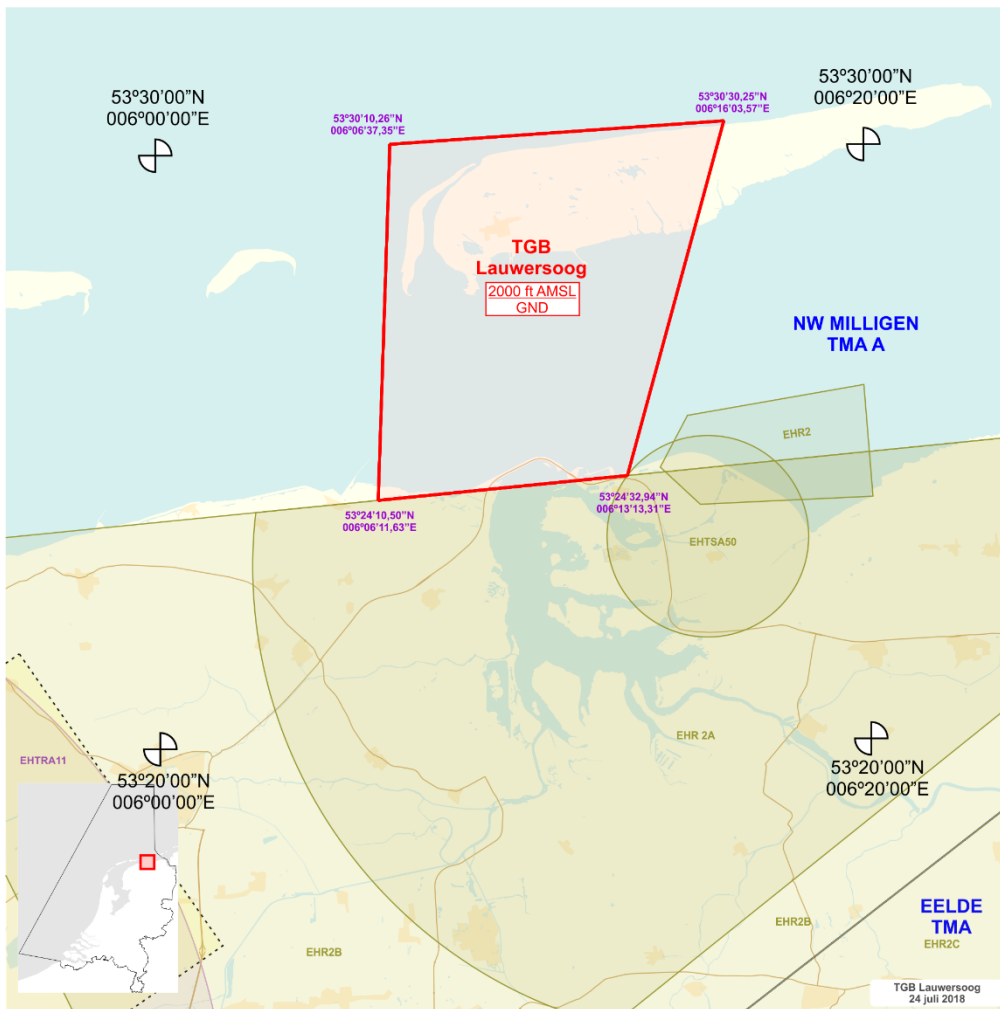 53º30’00”N
006º00’00”E
53º30’10,26”N
006º06’37,35”E
53º30’30,25”N
006º16’03,57”E
53º30’00”N
006º20’00”E
TGB
Lauwersoog
2000 ft AMSL
GND
NW MILLIGEN
TMA A
EHR2
53º24’10,50”N
006º06’11,63”E
53º24’32,94”N
006º13’13,31”E
EHTSA50
EHR 2A
EHTRA11
53º20’00”N
006º00’00”E
53º20’00”N
006º20’00”E
EELDE
TMA
EHR2B
EHR2B
EHR2C
TGB Lauwersoog
24 juli 2018